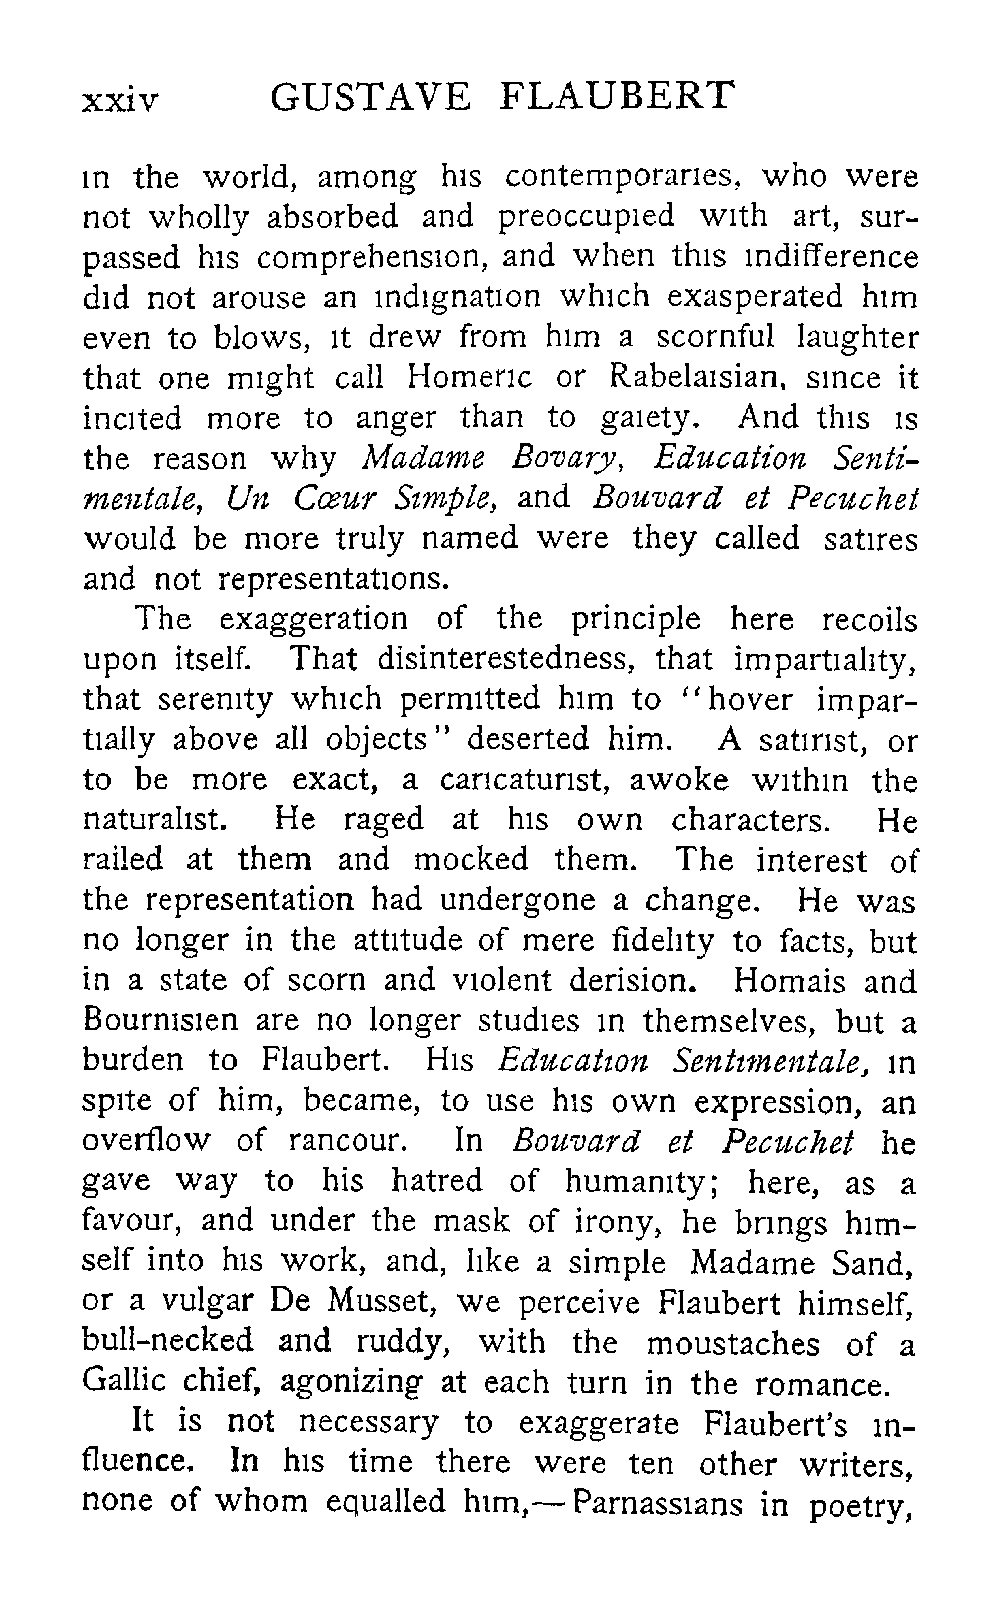 xxiv GUSTAVE FLAUBERT
in the world, among his contemporaries, who were
not wholly absorbed and preoccupied with art, sur-
passed his comprehension, and when this indifference
did not arouse an indignation which exasperated him
even to blows, it drew from him a scornful laughter
that one might call Homeric or Rabelaisian, since it
incited more to anger than to gaiety. And this is
the reason why Madame Bovary, Education Senti-
mentale, Un Cœur Simple, and Bouvard et Pecuchet
would be more truly named were they called satires
and not representations.
The exaggeration of the principle here recoils
upon itself. That disinterestedness, that impartiality,
that serenity which permitted him to "hover impar-
tially above all objects" deserted him. A satirist, or
to be more exact, a caricaturist, awoke within the
naturalist. He raged at his own characters. He
railed at them and mocked them. The interest of
the representation had undergone a change. He was
no longer in the attitude of mere fidelity to facts, but
in a state of scorn and violent derision. Homais and
Bournisien are no longer studies in themselves, but a
burden to Flaubert. His Education Sentimentale, in
spite of him, became, to use his own expression, an
overflow of rancour. In Bouvard et Pecuchet he
gave way to his hatred of humanity; here, as a
favour, and under the mask of irony, he brings him-
self into his work, and, like a simple Madame Sand,
or a vulgar De Musset, we perceive Flaubert himself,
bull-necked and ruddy, with the moustaches of a
Gallic chief, agonizing at each turn in the romance.
It is not necessary to exaggerate Flaubert's in-
fluence. In his time there were ten other writers,
none of whom equalled him,—Parnassians in poetry,